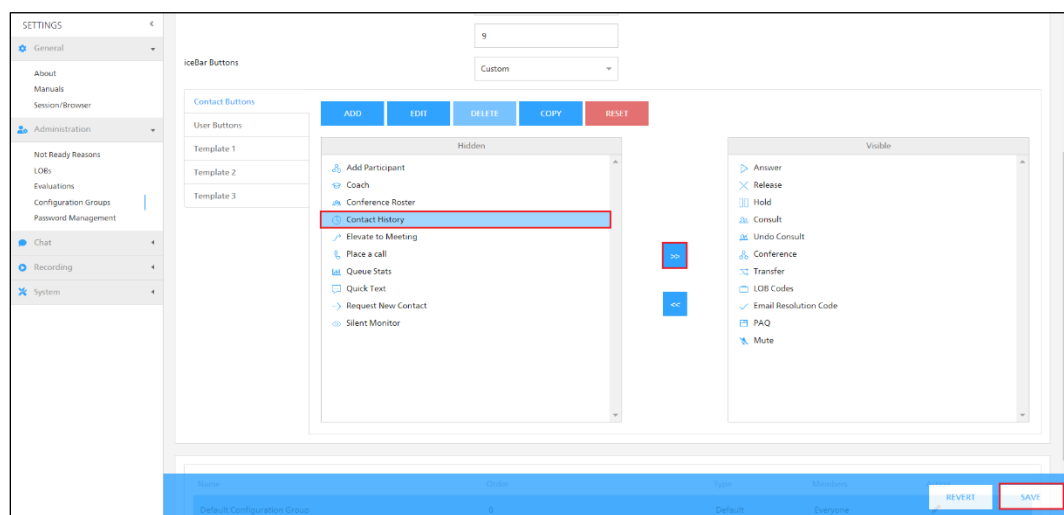 SETTINGS
General
About
Manuals
Session/Browser
Administration
Not Ready Reasons
LOBs
Evaluations
Configuration Groups
Password Management
Chat
Recording
System
9
iceBar Buttons
Custom
Contact Buttons
User Buttons
Template 1
Template 2
Template 3
ADD EDIT DELETE COPY RESET
Hidden
Add Participant
Coach
Conference Roster
Contact History
Elevate to Meeting
Place a call
Queue Stats
Quick Text
Request New Contact
Silent Monitor
>>
<<
Visible
Answer
Release
Hold
Consult
Undo Consult
Conference
Transfer
LOB Codes
Email Resolution Code
PAQ
Mute
Name Order Type Members
Default Configuration Group 0 Default Everyone
REVERT SAVE